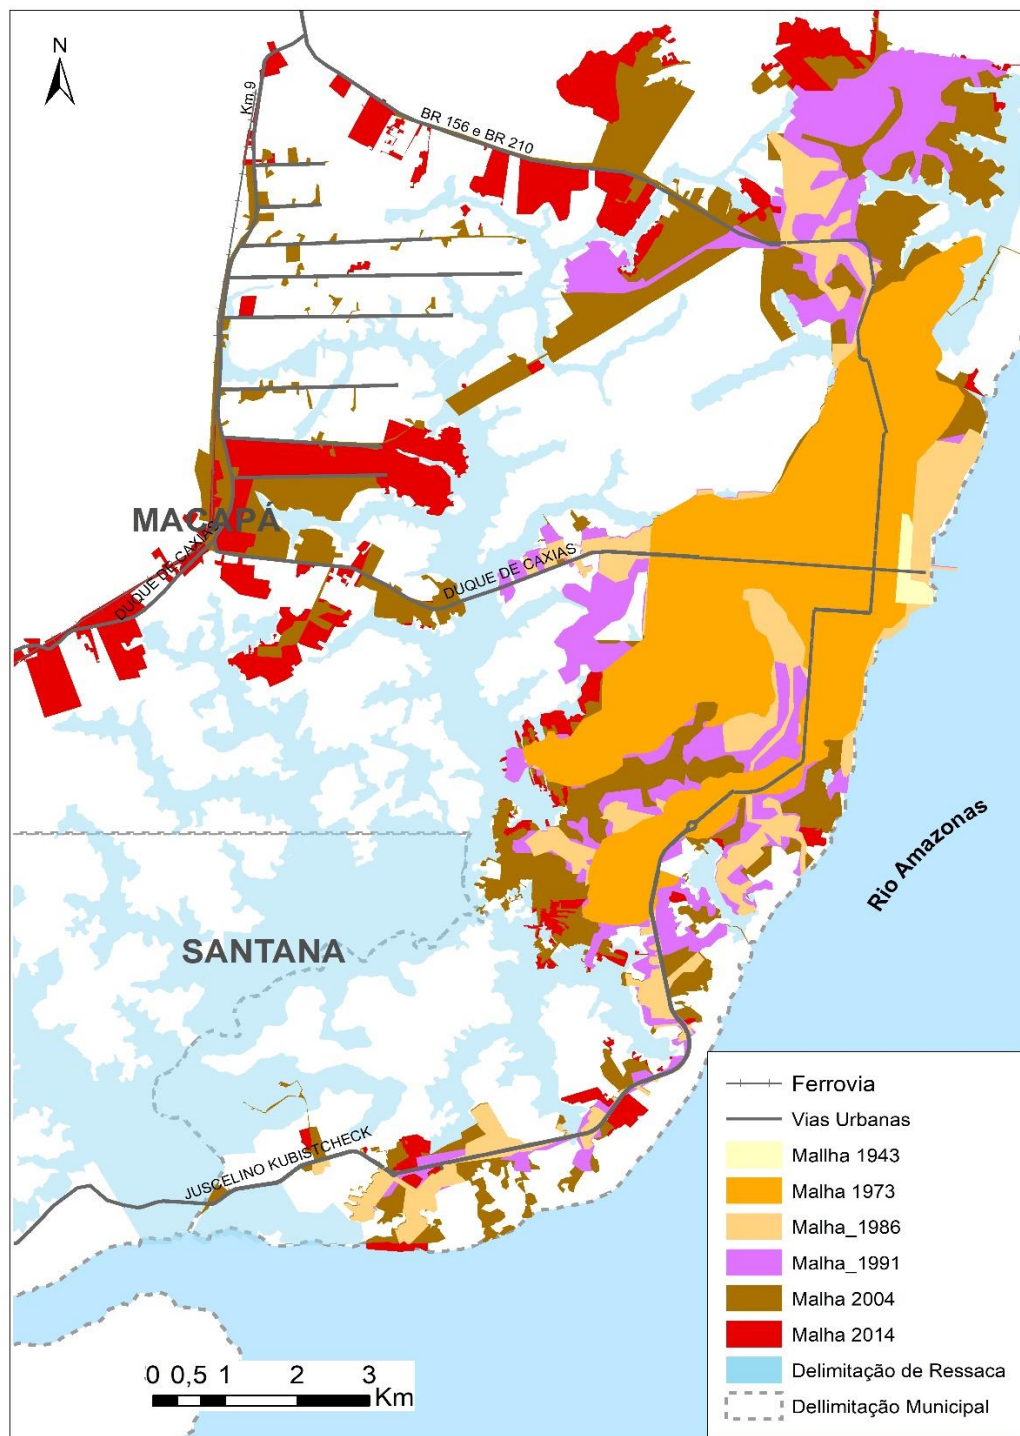 N
Km 9
BR 156 e BR 210
MACAPÁ
DUQUE DE CAXIAS
DUQUE DE CAXIAS
Rio Amazonas
SANTANA
JUSCELINO KUBISTCHECK
Ferrovia
Vias Urbanas
Mallha 1943
Malha 1973
Malha_1986
Malha_1991
Malha 2004
Malha 2014
Delimitação de Ressaca
Dellimitação Municipal
0 0,5 1 2 3
Km